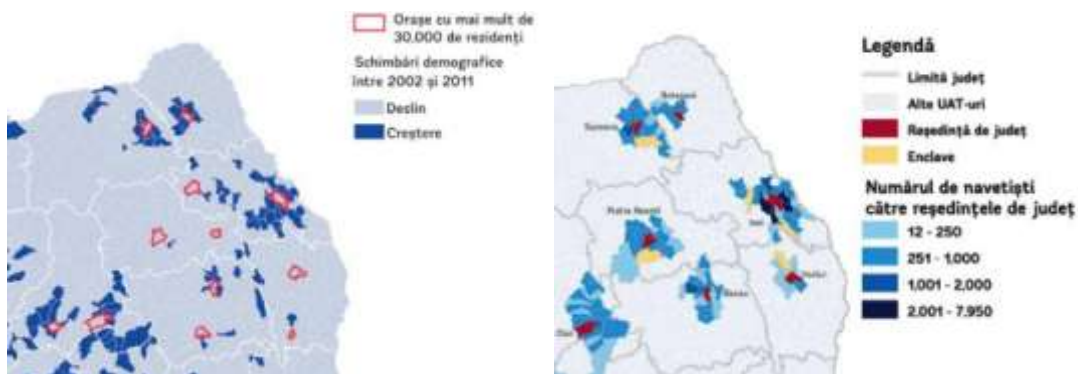 Orașe cu mai mult de
30.000 de rezidenți
Schimbări demografice
între 2002 și 2011
Declin
Creștere
Botoșani
Suceava
Piatra Neamț
Iași
Vaslui
Bacău
Legendă
Limită județ
Alte UAT-uri
Reședință de județ
Enclave
Numărul de navetiști
către reședințele de județ
12 - 250
251 - 1.000
1.001 - 2.000
2.001 - 7.950